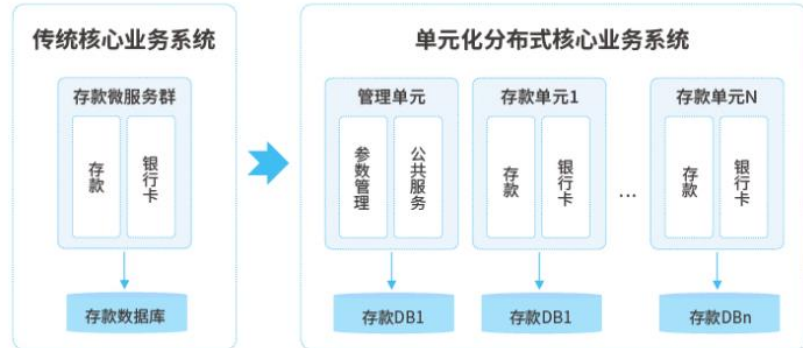 传统核心业务系统
存款微服务群
存款
银行卡
存款数据库
单元化分布式核心业务系统
管理单元
参数管理
公共服务
存款DB1
存款单元1
存款
银行卡
存款DB1
...
存款单元N
存款
银行卡
存款DBn